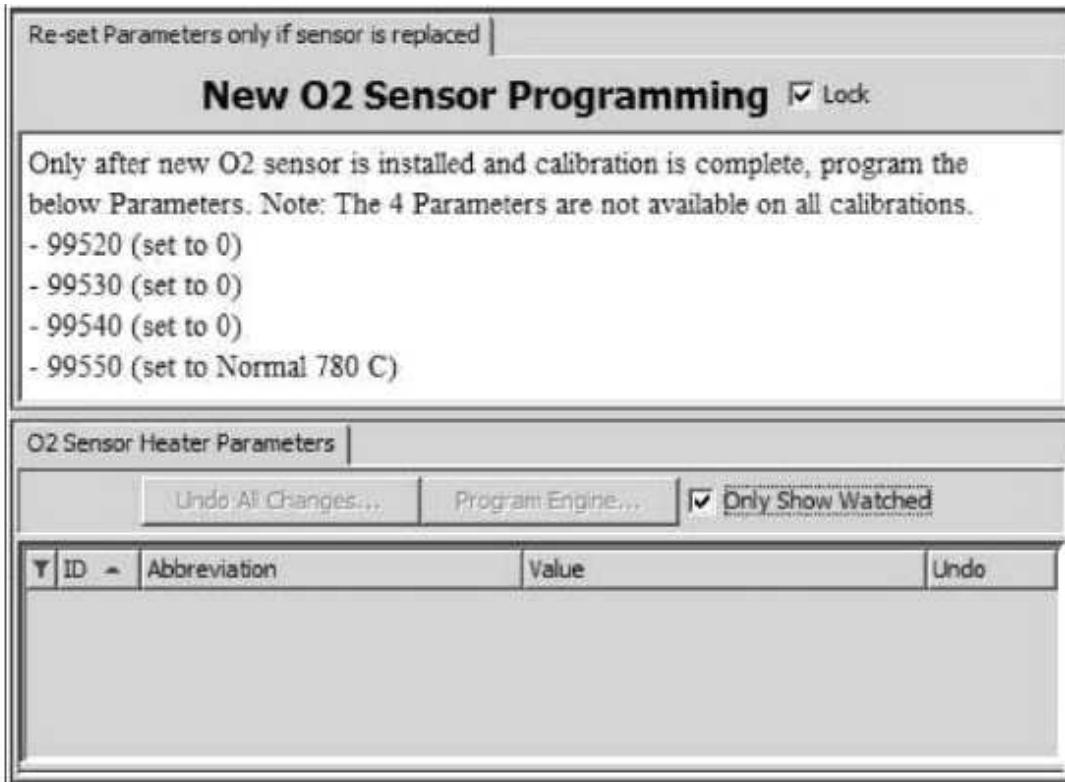 Re-set Parameters only if sensor is replaced
New O2 Sensor Programming Lock
Only after new O2 sensor is installed and calibration is complete, program the
below Parameters. Note: The 4 Parameters are not available on all calibrations.
- 99520 (set to 0)
- 99530 (set to 0)
- 99540 (set to 0)
- 99550 (set to Normal 780 C)
O2 Sensor Heater Parameters
Undo All Changes... Program Engine... Only Show Watched
ID Abbreviation Value Undo